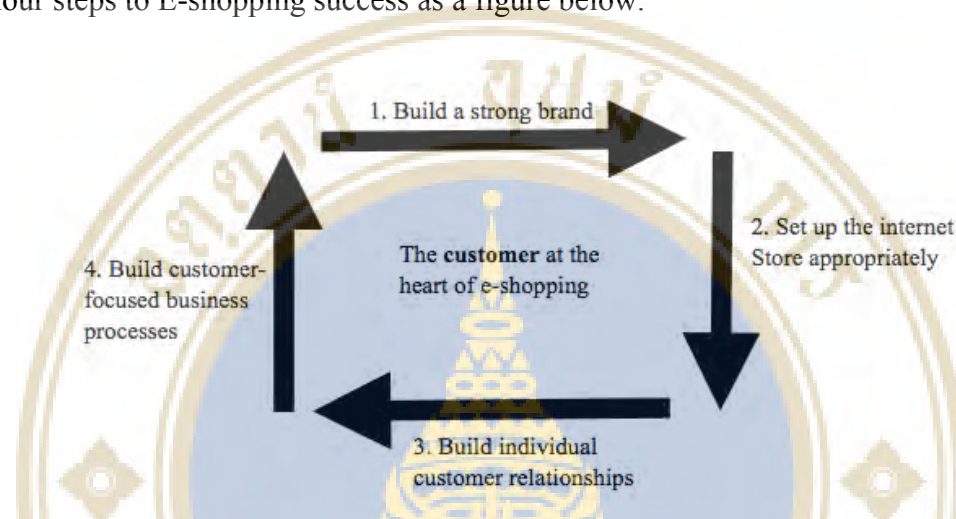 our steps to E-shopping success as a figure below.
1. Build a strong brand
2. Set up the internet
Store appropriately
The customer at the
heart of e-shopping
4. Build customer-
focused business
processes
3. Build individual
customer relationships